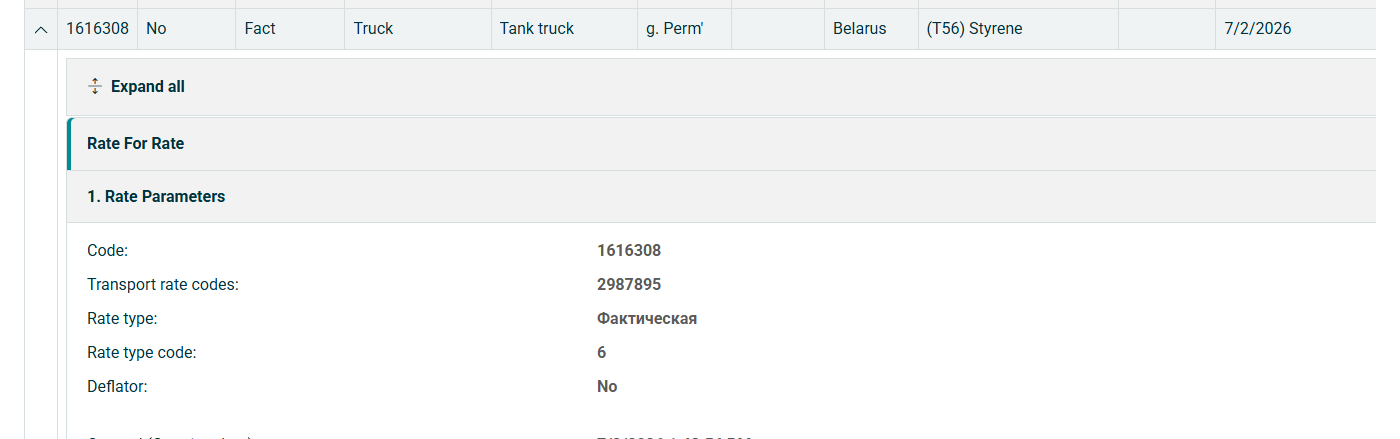 1616308 No Fact Truck Tank truck g. Perm' Belarus (T56) Styrene 7/2/2026
Expand all
Rate For Rate
1. Rate Parameters
Code: 1616308
Transport rate codes: 2987895
Rate type: Фактическая
Rate type code: 6
Deflator: No